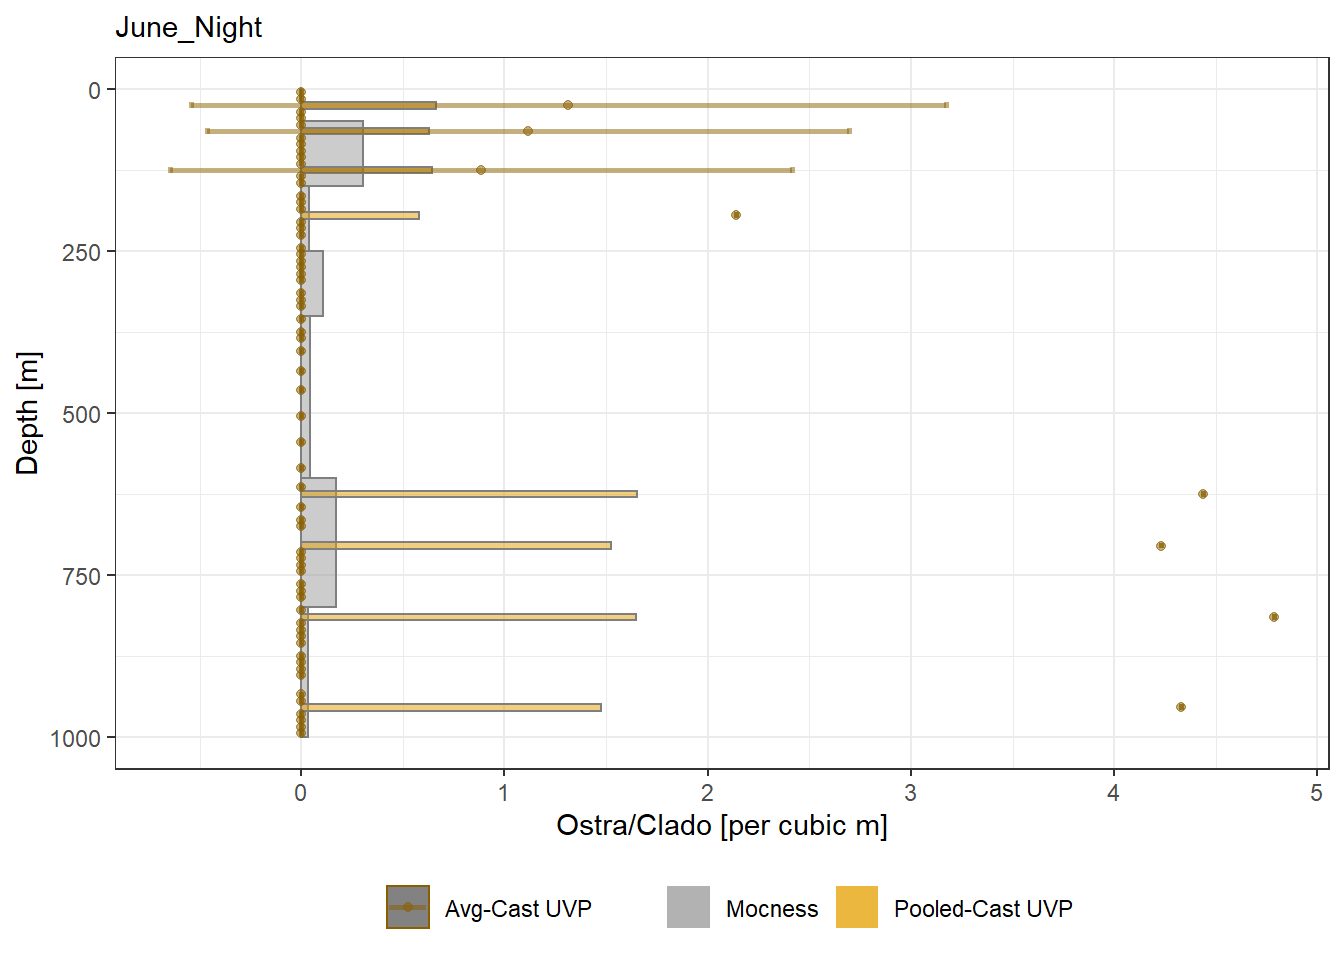 June_Night
0
250
500
750
1000
Depth [m]
0 1 2 3 4 5
Ostra/Clado [per cubic m]
Avg-Cast UVP Mocness Pooled-Cast UVP